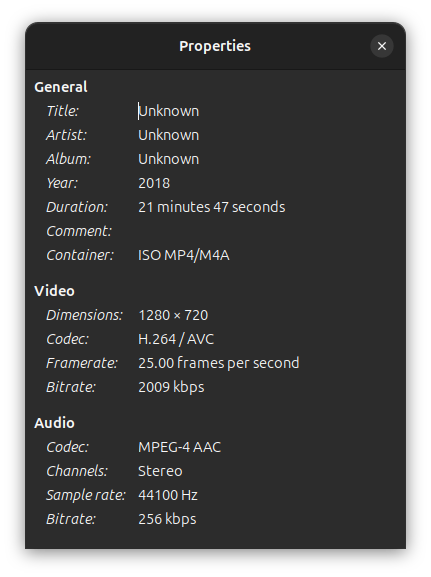 Properties
General
Title: Unknown
Artist: Unknown
Album: Unknown
Year: 2018
Duration: 21 minutes 47 seconds
Comment:
Container: ISO MP4/M4A
Video
Dimensions: 1280 × 720
Codec: H.264 / AVC
Framerate: 25.00 frames per second
Bitrate: 2009 kbps
Audio
Codec: MPEG-4 AAC
Channels: Stereo
Sample rate: 44100 Hz
Bitrate: 256 kbps